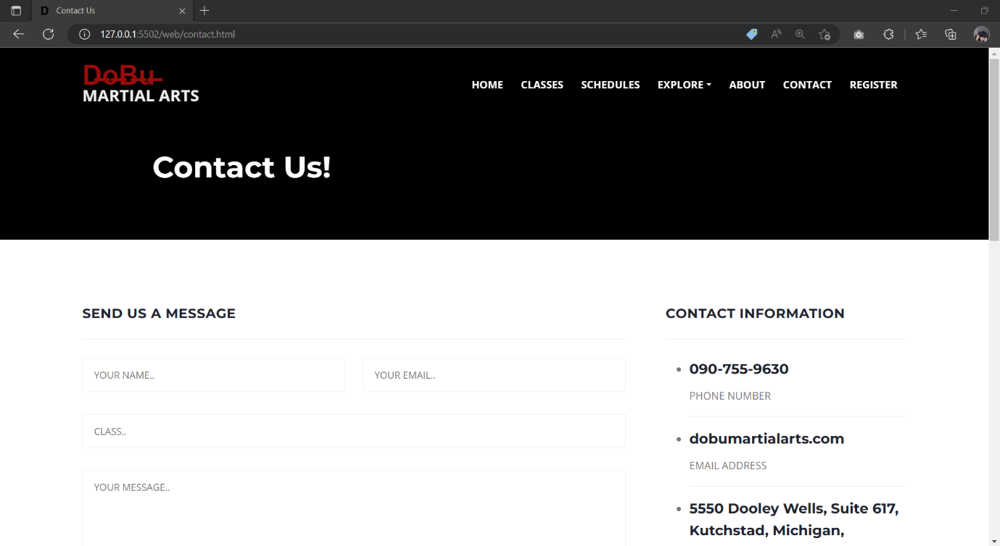 Contact Us
127.0.0.1:5502/web/contact.html
DoBu
MARTIAL ARTS
HOME CLASSES SCHEDULES EXPLORE ABOUT CONTACT REGISTER
Contact Us!
SEND US A MESSAGE
YOUR NAME.. YOUR EMAIL..
CLASS..
YOUR MESSAGE..
CONTACT INFORMATION
090-755-9630
PHONE NUMBER
dobumartialarts.com
EMAIL ADDRESS
5550 Dooley Wells, Suite 617,
Kutchstad, Michigan,